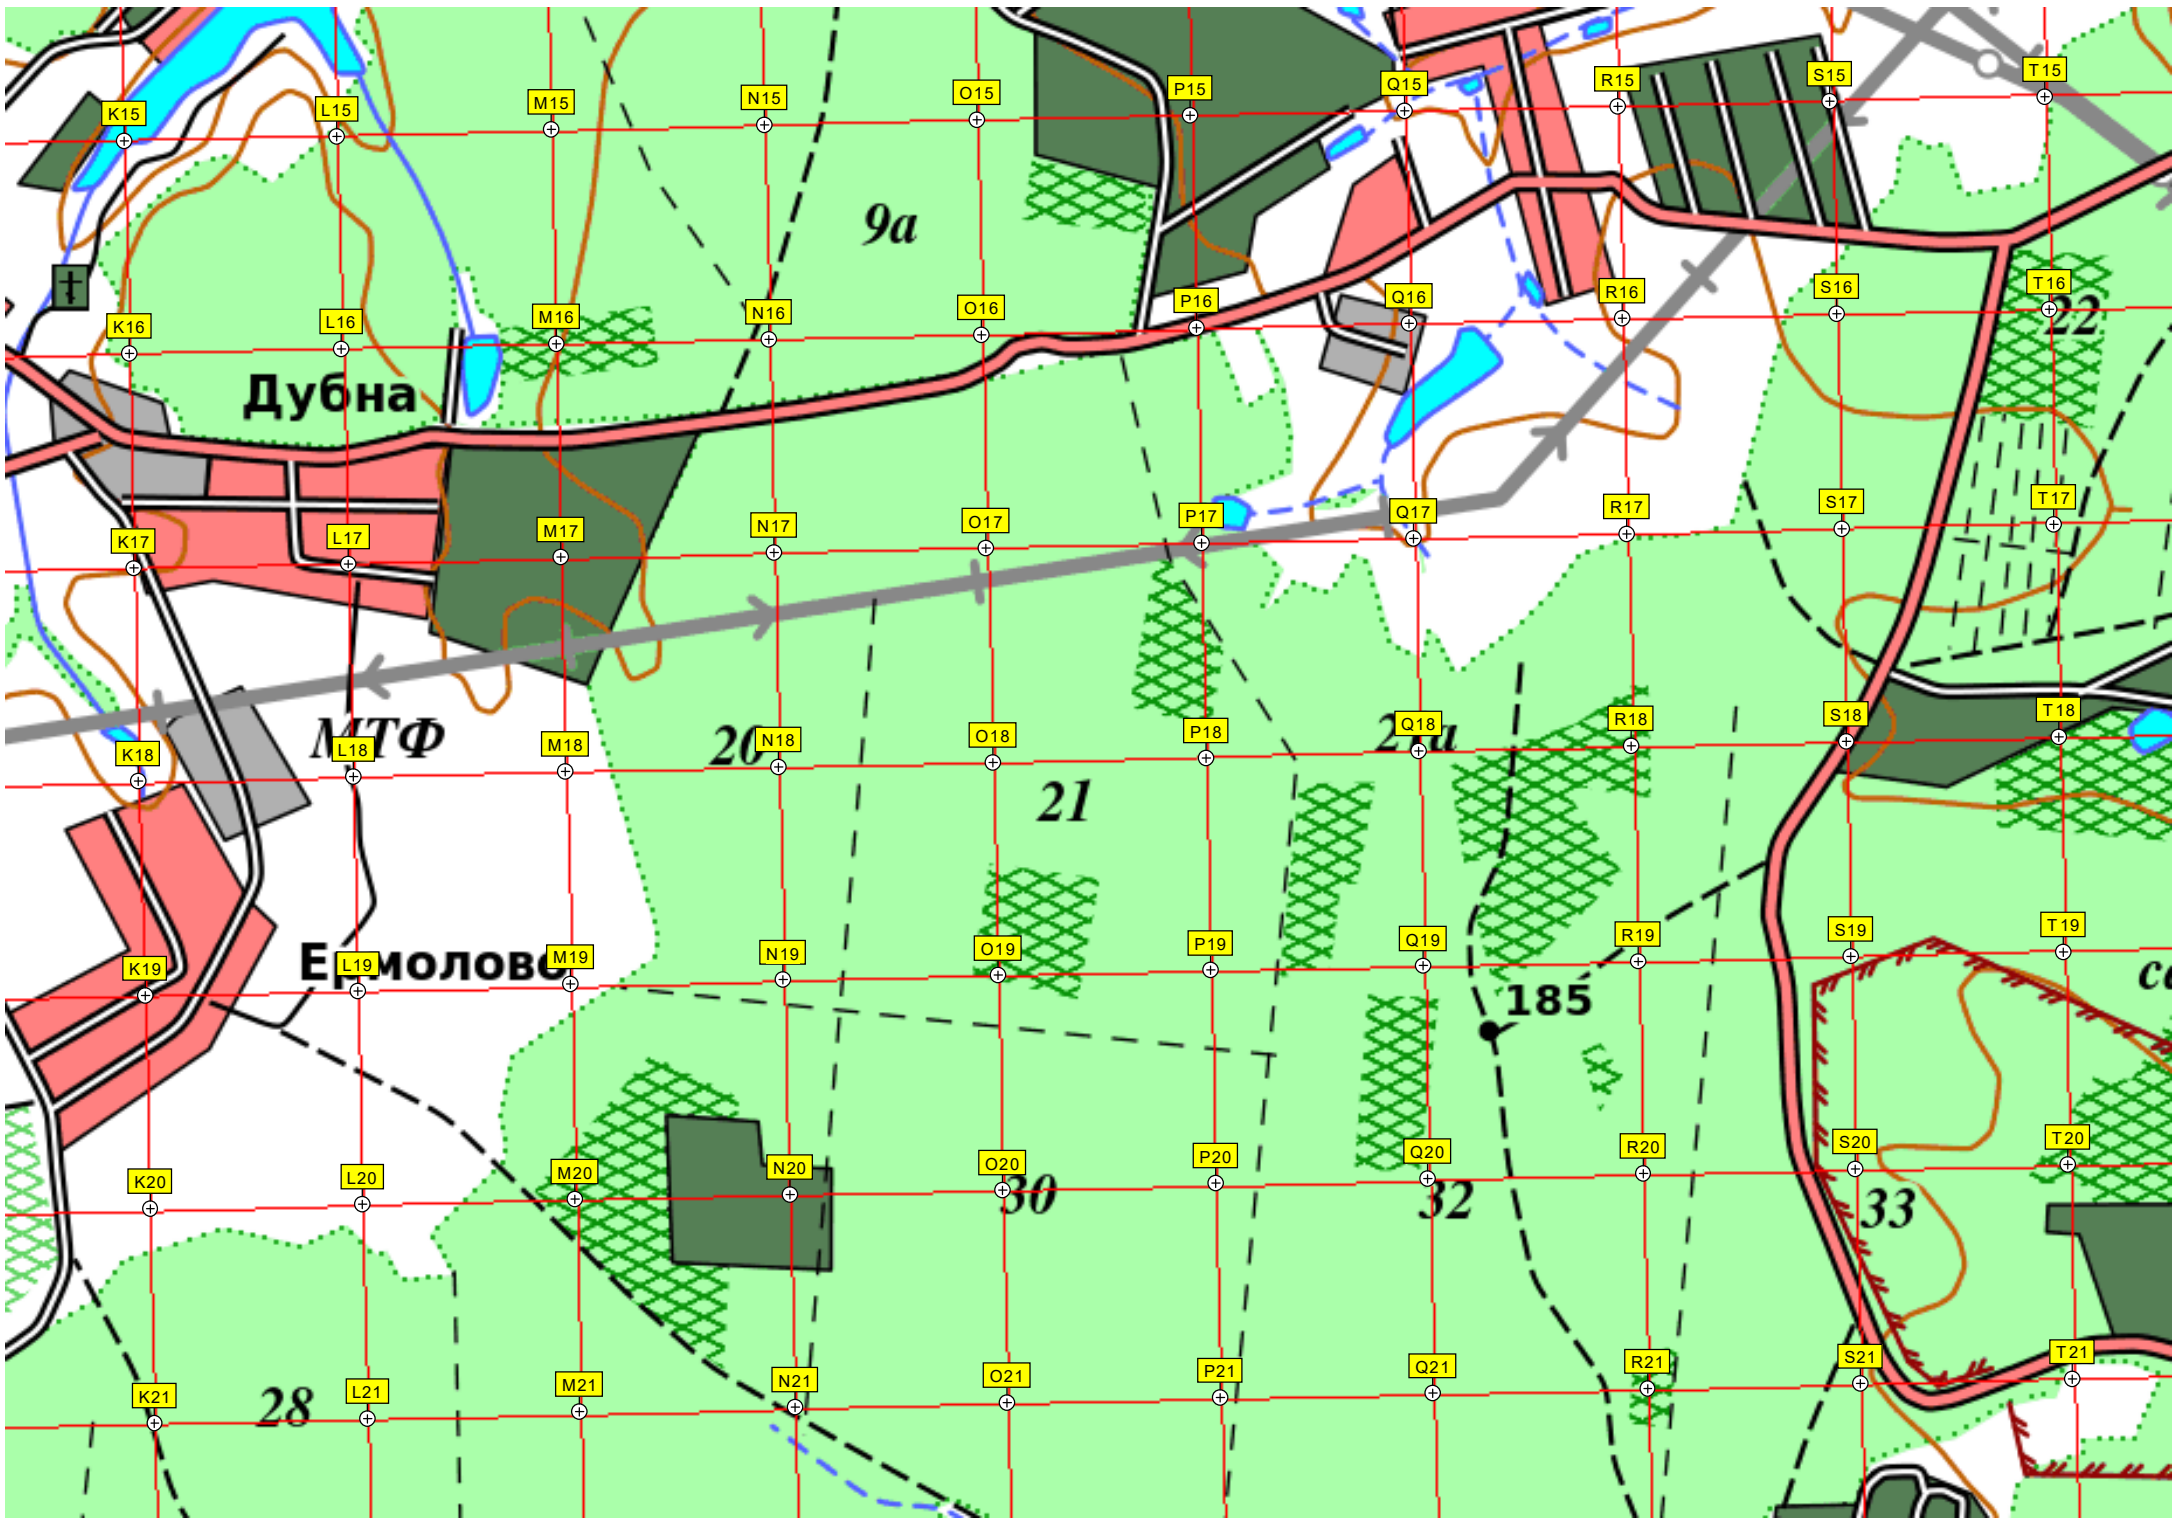 K15 L15 M15 N15 O15 P15 Q15 R15 S15 T15
9а
K16 L16 M16 N16 O16 P16 Q16 R16 S16 T16
22
Дубна
K17 L17 M17 N17 O17 P17 Q17 R17 S17 T17
МТФ
K18 L18 M18 N18 O18 P18 Q18 R18 S18 T18
20
21
K19 L19 M19 N19 O19 P19 Q19 R19 S19 T19
Ермолово
185
K20 L20 M20 N20 O20 P20 Q20 R20 S20 T20
30
32
33
K21 L21 M21 N21 O21 P21 Q21 R21 S21 T21
28